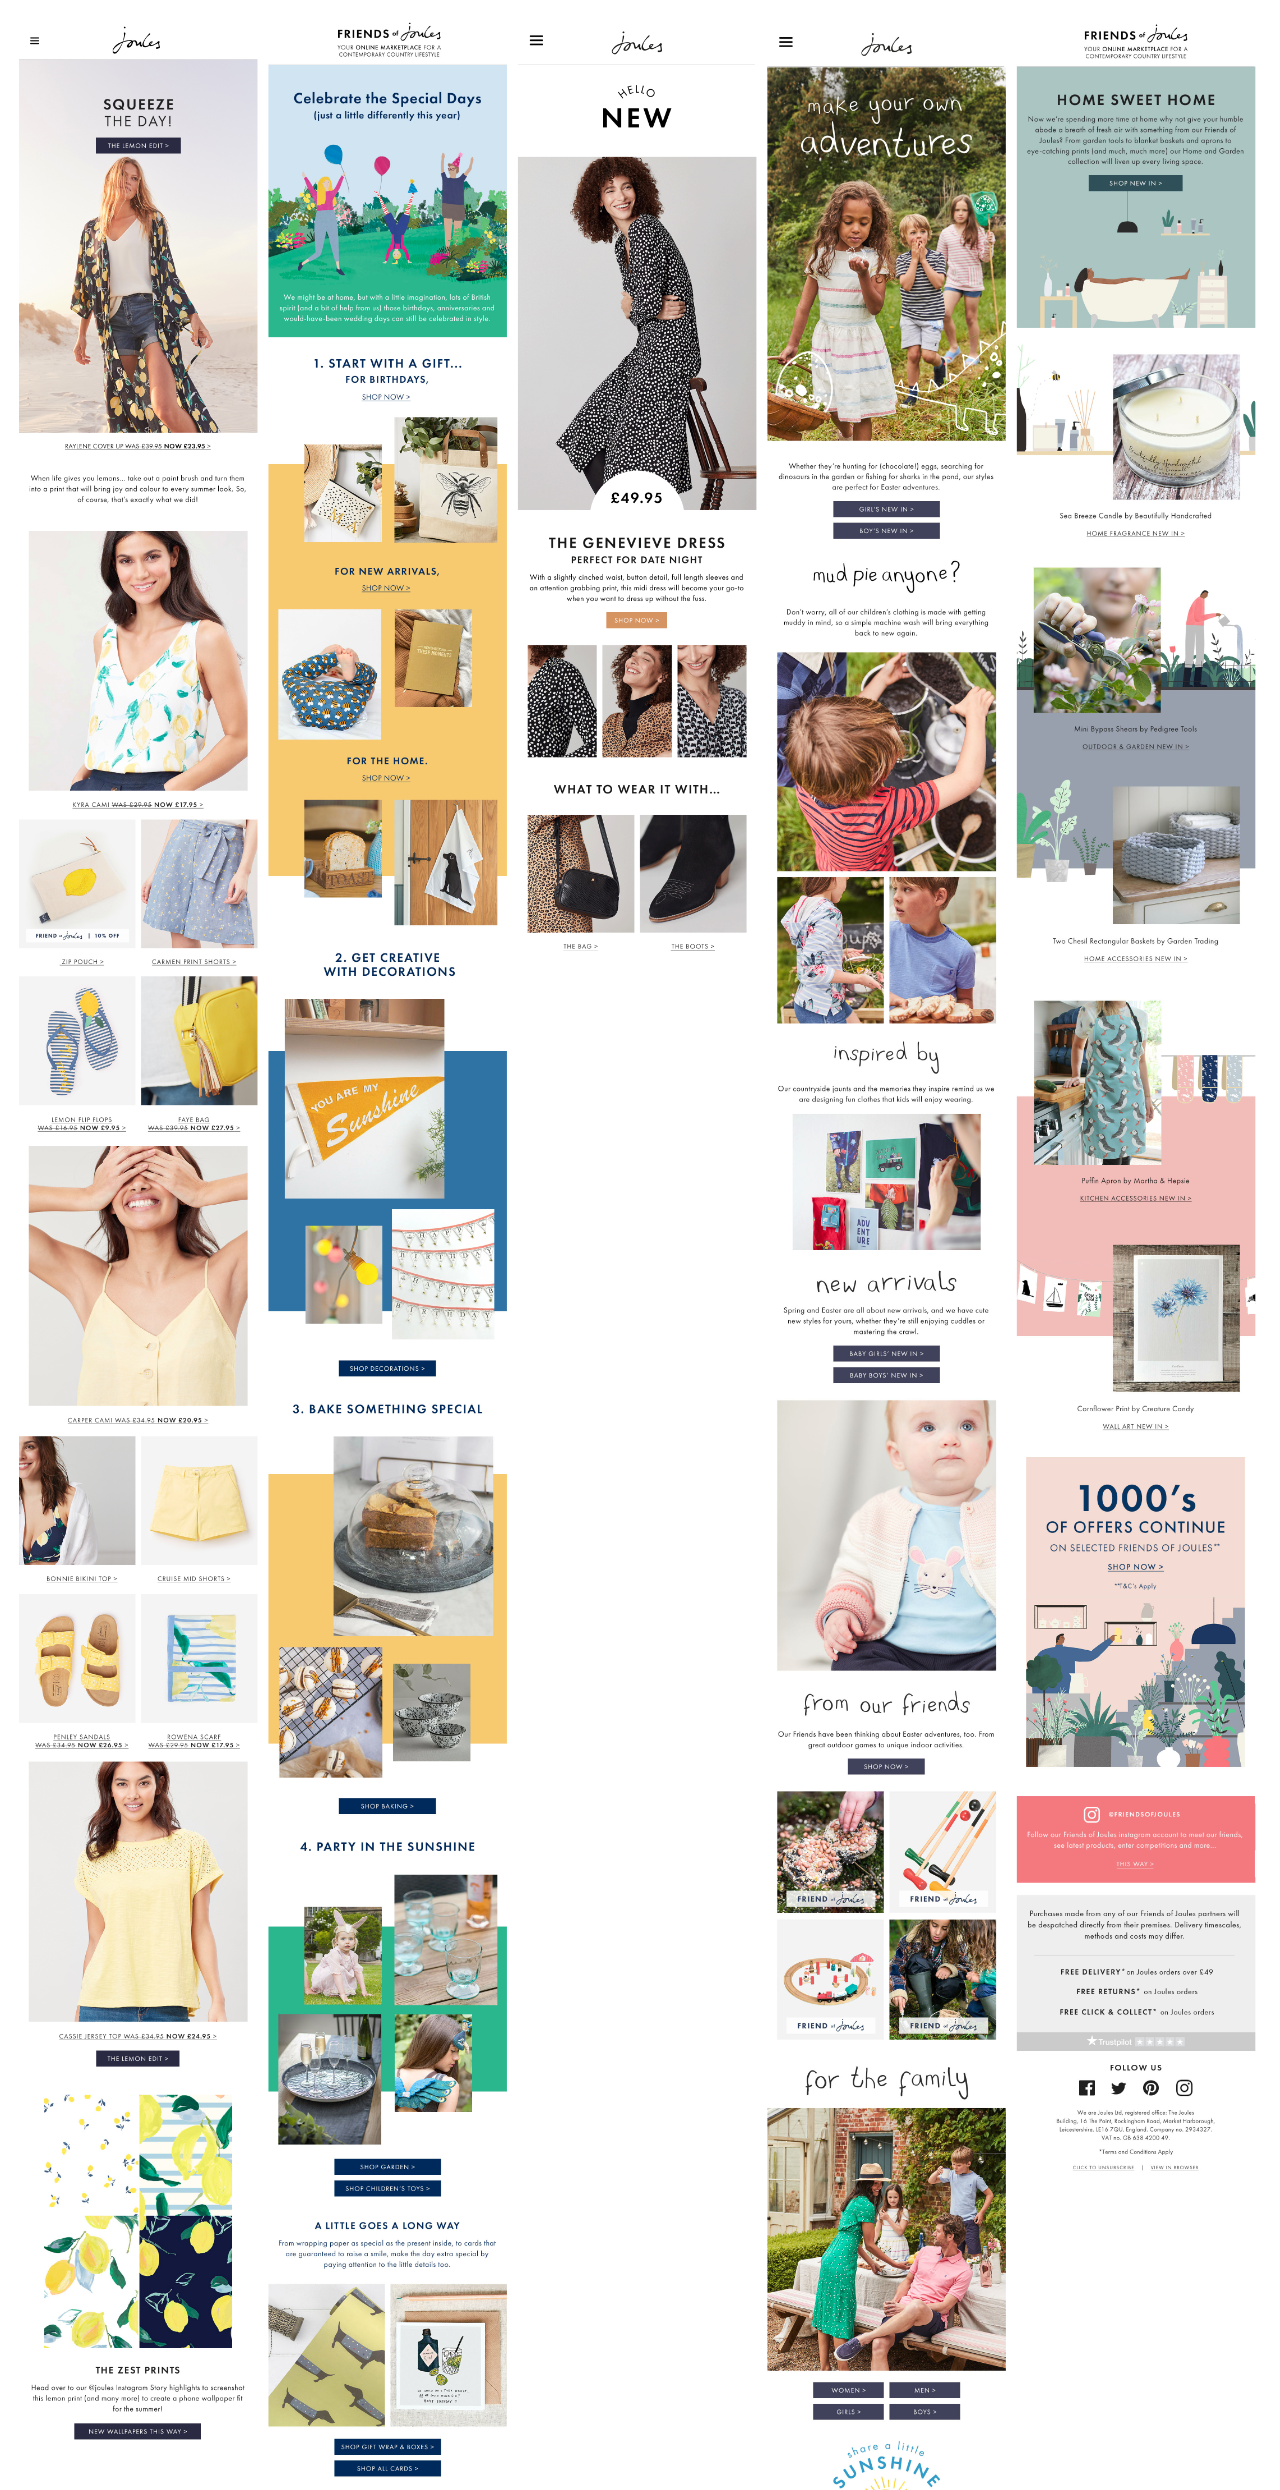 Joules
SQUEEZE
THE DAY!
THE LEMON EDIT >
RAYLENE COVER UP WAS £39.95 NOW £23.95 >
When life gives you lemons... take out a paint brush and turn them
into a print that will bring joy and colour to every summer look. So,
of course, that's exactly what we did!
KYRA CAMI WAS £29.95 NOW £17.95 >
FRIEND of Joules | 10% OFF
ZIP POUCH >
CARMEN PRINT SHORTS >
LEMON FLIP FLOPS
WAS £16.95 NOW £9.95 >
FAYE BAG
WAS £39.95 NOW £27.95 >
CARFER CAMI WAS £34.95 NOW £20.95 >
BONNIE BIKINI TOP >
CRUISE MID SHORTS >
PENLEY SANDALS
WAS £34.95 NOW £26.95 >
ROWENA SCARF
WAS £29.95 NOW £17.95 >
CASSIE JERSEY TOP WAS £34.95 NOW £24.95 >
THE LEMON EDIT >
THE ZEST PRINTS
Head over to our @joules Instagram Story highlights to screenshot
this lemon print (and many more) to create a phone wallpaper fit
for the summer!
NEW WALLPAPERS THIS WAY >
FRIENDS of Joules
YOUR ONLINE MARKETPLACE FOR A
CONTEMPORARY COUNTRY LIFESTYLE
Celebrate the Special Days
(just a little differently this year)
We might be at home, but with a little imagination, lots of British
spirit (and a bit of help from us) those birthdays, anniversaries and
would-have-been wedding days can still be celebrated in style.
1. START WITH A GIFT...
FOR BIRTHDAYS,
SHOP NOW >
FOR NEW ARRIVALS,
SHOP NOW >
FOR THE HOME.
SHOP NOW >
2. GET CREATIVE
WITH DECORATIONS
YOU ARE MY
Sunshine
SHOP DECORATIONS >
3. BAKE SOMETHING SPECIAL
SHOP BAKING >
4. PARTY IN THE SUNSHINE
SHOP GARDEN >
SHOP CHILDREN'S TOYS >
A LITTLE GOES A LONG WAY
From wrapping paper as special as the present inside, to cards that
are guaranteed to raise a smile, make the day extra special by
paying attention to the little details too.
SHOP GIFT WRAP & BOXES >
SHOP ALL CARDS >
Joules
HELLO
NEW
£49.95
THE GENEVIEVE DRESS
PERFECT FOR DATE NIGHT
With a slightly cinched waist, button detail, full length sleeves and
an attention grabbing print, this midi dress will become your go-to
when you want to dress up without the fuss.
SHOP NOW >
WHAT TO WEAR IT WITH...
THE BAG >
THE BOOTS >
Joules
make your own
adventures
Whether they're hunting for (chocolate!) eggs, searching for
dinosaurs in the garden or fishing for sharks in the pond, our styles
are perfect for Easter adventures.
GIRL'S NEW IN >
BOY'S NEW IN >
mud pie anyone?
Don't worry, all of our children's clothing is made with getting
muddy in mind, so a simple machine wash will bring everything
back to new again.
inspired by
Our countryside jaunts and the memories they inspire remind us we
are designing fun clothes that kids will enjoy wearing.
ADV
ENT
URE
new arrivals
Spring and Easter are all about new arrivals, and we have cute
new styles for yours, whether they're still enjoying cuddles or
mastering the crawl.
BABY GIRLS' NEW IN >
BABY BOYS' NEW IN >
from our friends
Our Friends have been thinking about Easter adventures, too. From
great outdoor games to unique indoor activities.
SHOP NOW >
FRIEND of Joules
FRIEND of Joules
FRIEND of Joules
FRIEND of Joules
for the family
WOMEN >
MEN >
GIRLS >
BOYS >
share a little
SUNSHINE
FRIENDS of Joules
YOUR ONLINE MARKETPLACE FOR A
CONTEMPORARY COUNTRY LIFESTYLE
HOME SWEET HOME
Now we're spending more time at home why not give your humble
abode a breath of fresh air with something from our Friends of
Joules? From garden tools to blanket baskets and aprons to
eye-catching prints (and much, much more) our Home and Garden
collection will liven up every living space.
SHOP NEW IN >
Sea Breeze Candle by Beautifully Handcrafted
HOME FRAGRANCE NEW IN >
Mini Bypass Shears by Pedigree Tools
OUTDOOR & GARDEN NEW IN >
Two Chesil Rectangular Baskets by Garden Trading
HOME ACCESSORIES NEW IN >
Puffin Apron by Martha & Hepsie
KITCHEN ACCESSORIES NEW IN >
Cornflower Print by Creature Candy
WALL ART NEW IN >
1000's
OF OFFERS CONTINUE
ON SELECTED FRIENDS OF JOULES**
SHOP NOW >
**T&C's Apply
@FRIENDSOFJOULES
Follow our Friends of Joules Instagram account to meet our friends,
see latest products, enter competitions and more...
THIS WAY >
Purchases made from any of our Friends of Joules partners will
be despatched directly from their premises. Delivery timescales,
methods and costs may differ.
FREE DELIVERY* on Joules orders over £49
FREE RETURNS* on Joules orders
FREE CLICK & COLLECT* on Joules orders
Trustpilot
FOLLOW US
We are Joules Ltd, registered office: The Joules
Building, 16 The Point, Rockingham Road, Market Harborough,
Leicestershire, LE16 7QU, England. Company no. 2934327.
VAT no. GB 638 4200 49.
*Terms and Conditions Apply
CLICK TO UNSUBSCRIBE | VIEW IN BROWSER